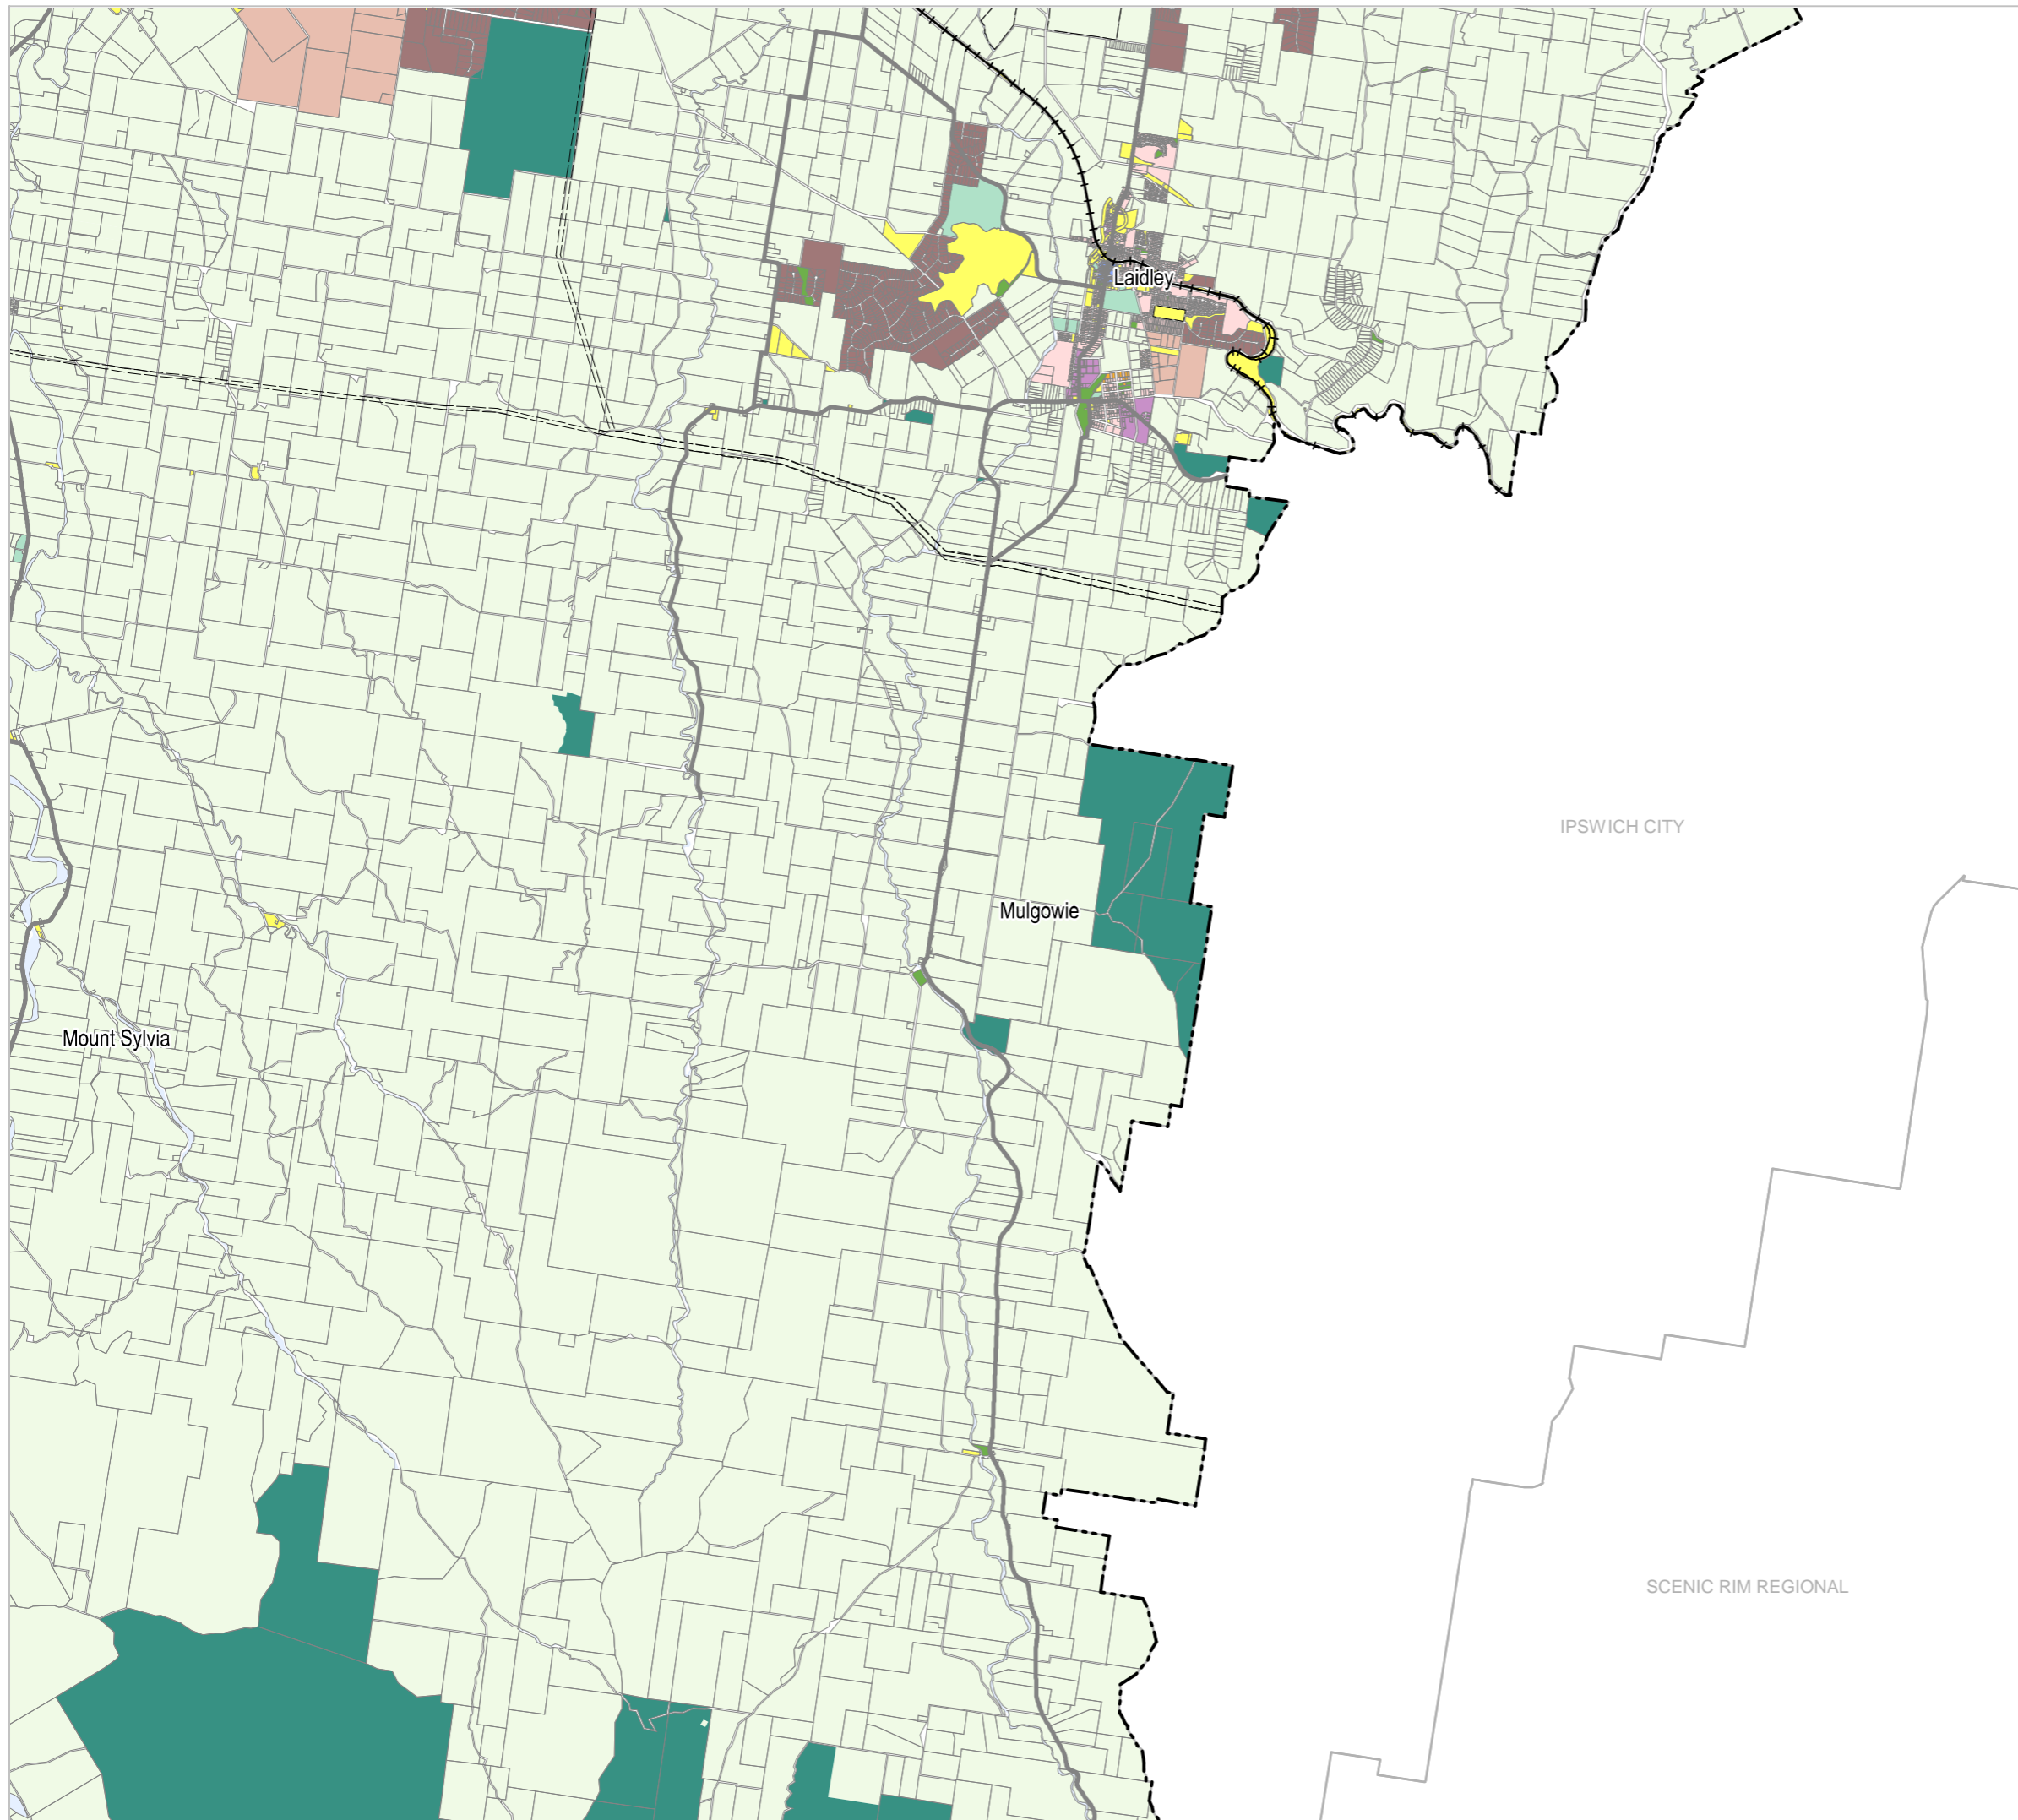 Laidley
IPSWICH CITY
Mulgowie
Mount Sylvia
SCENIC RIM REGIONAL